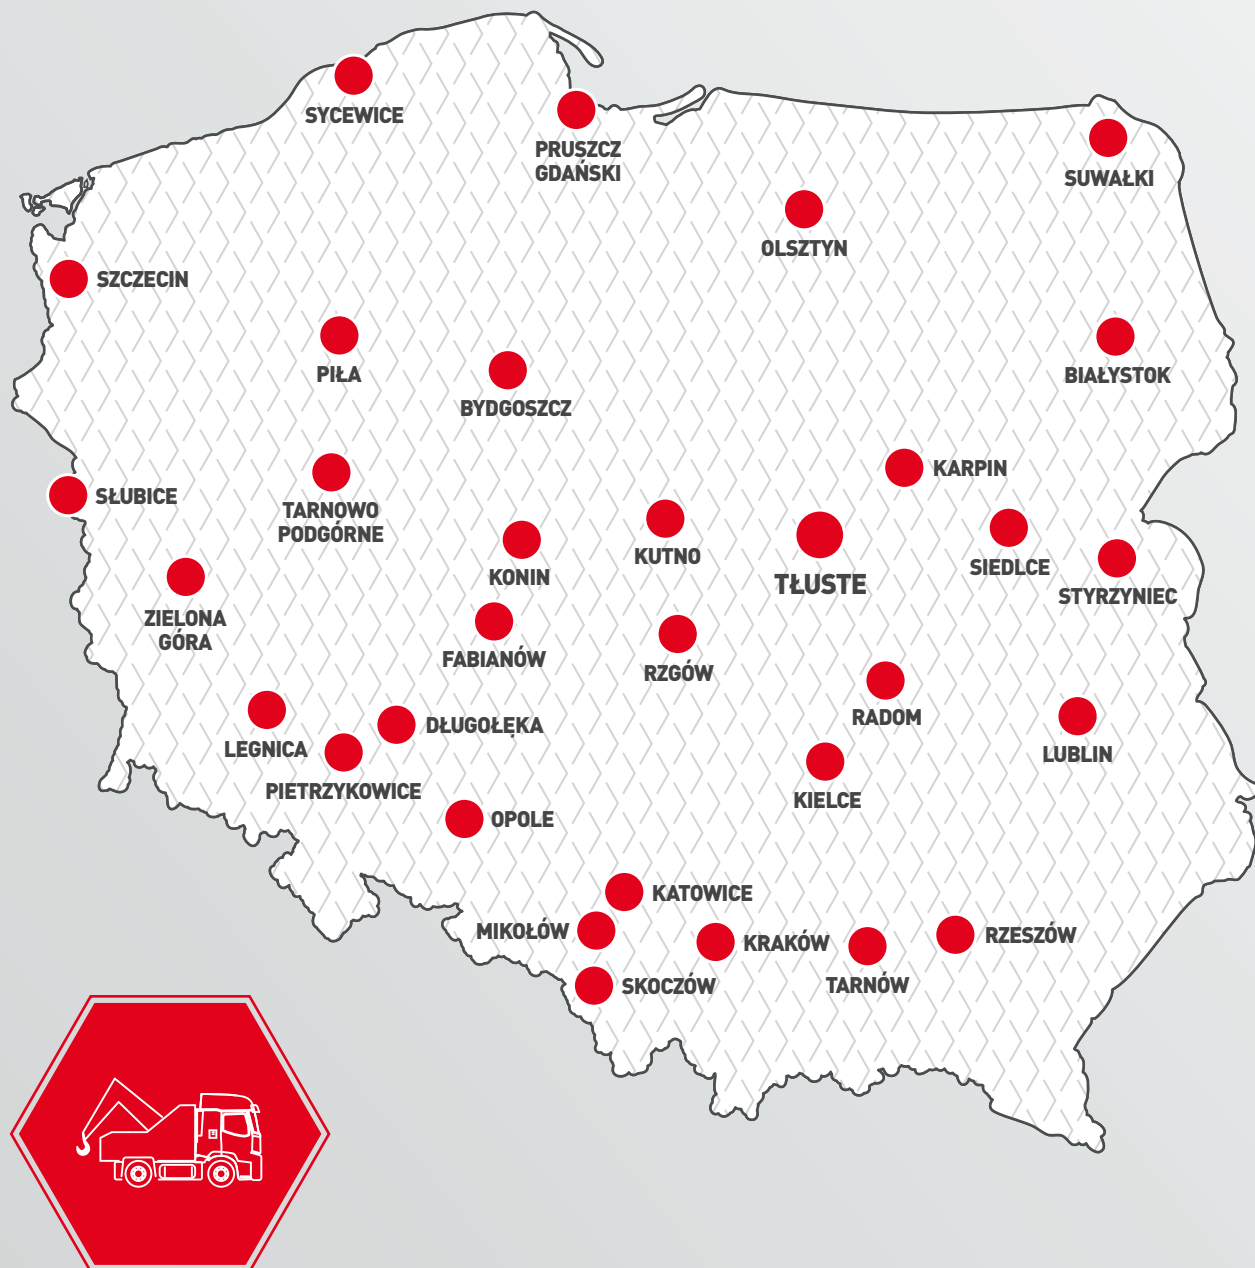 SYCEWICE
PRUSZCZ
GDAŃSKI
SUWAŁKI
OLSZTYN
SZCZECIN
PIŁA
BIAŁYSTOK
BYDGOSZCZ
KARPIN
SŁUBICE
TARNOWO
PODGÓRNE
KUTNO
SIEDLCE
KONIN
TŁUSTE
STYRZYNIEC
ZIELONA
GÓRA
FABIANÓW
RZGÓW
RADOM
DŁUGOŁĘKA
LEGNICA
LUBLIN
PIETRZYKOWICE
KIELCE
OPOLE
KATOWICE
MIKOŁÓW
KRAKÓW
RZESZÓW
SKOCZÓW
TARNÓW